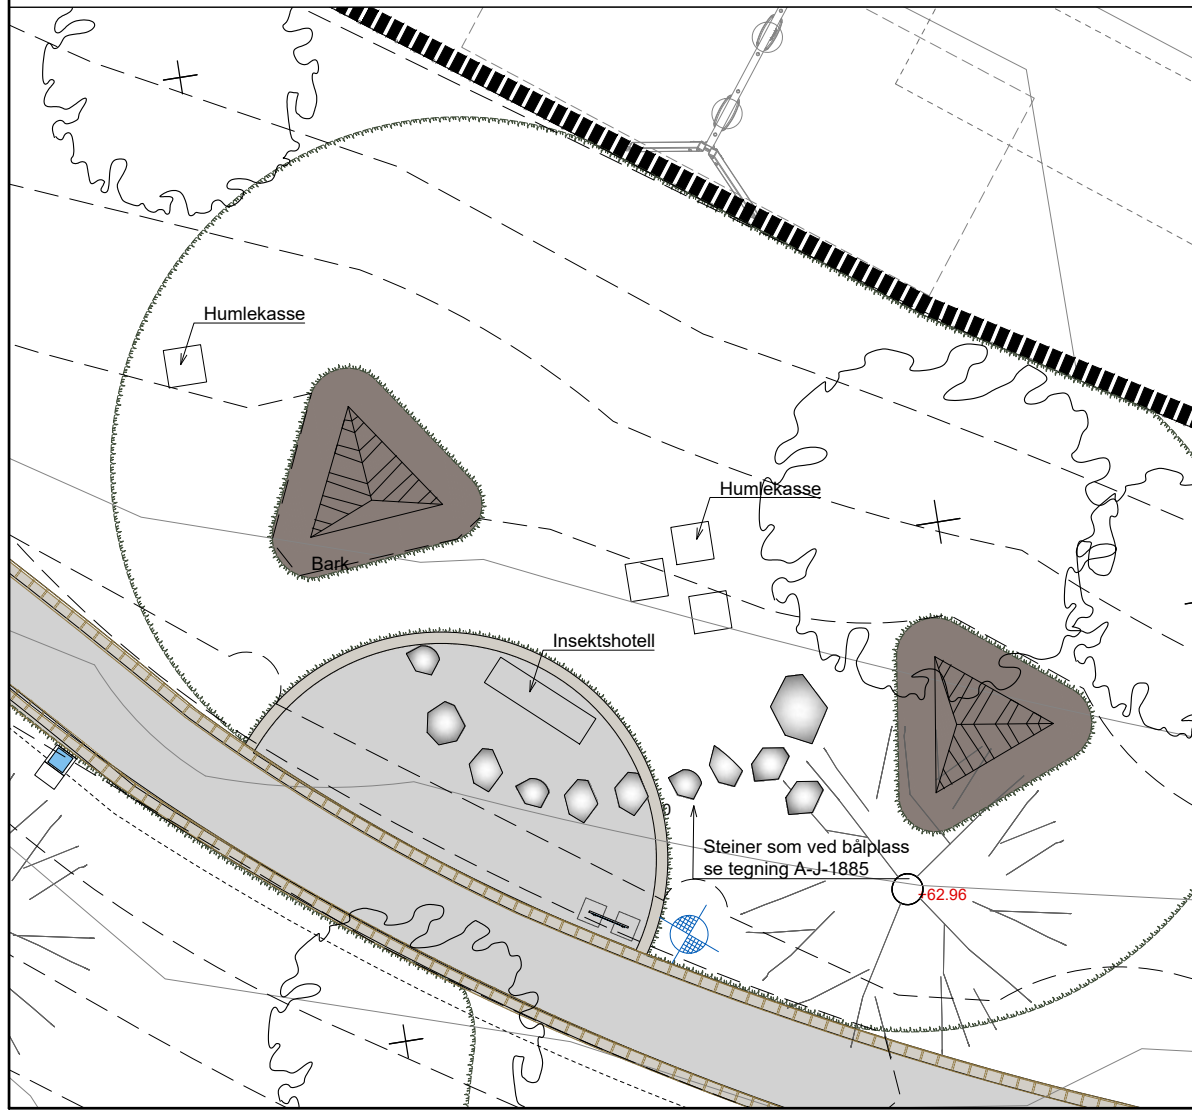 Humlekasse
Humlekasse
Bark
Insektshotell
Steiner som ved bålplass
se tegning A-J-1885
+62.96